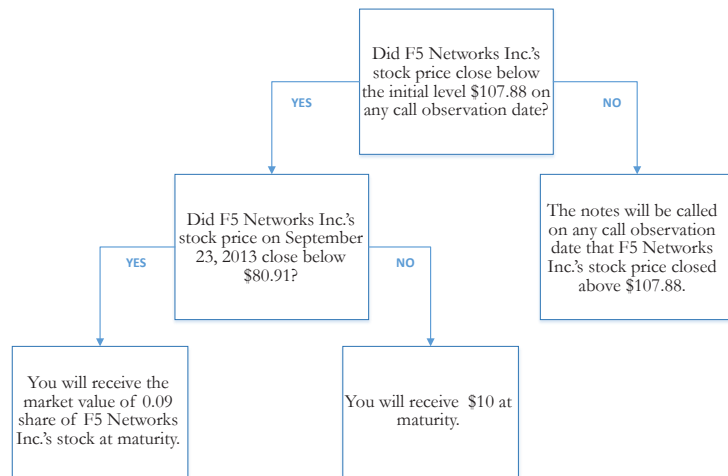 Did F5 Networks Inc.'s
stock price close below
the initial level $107.88 on
any call observation date?
YES
NO
Did F5 Networks Inc.'s
stock price on September
23, 2013 close below
$80.91?
The notes will be called
on any call observation
date that F5 Networks
Inc.'s stock price closed
above $107.88.
YES
NO
You will receive the
market value of 0.09
share of F5 Networks
Inc.'s stock at maturity.
You will receive $10 at
maturity.